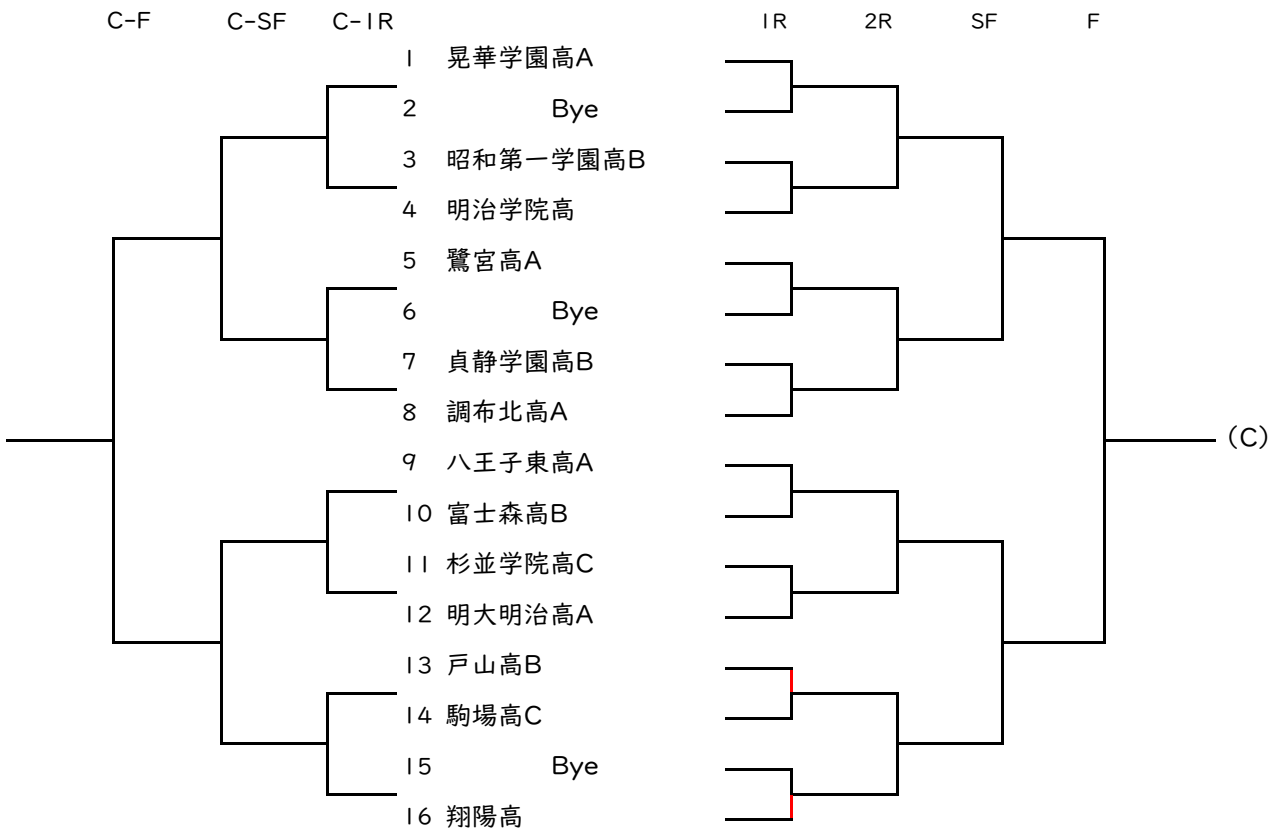 C-F C-SF C-1R 1R 2R SF F
1 晃華学園高A
2 Bye
3 昭和第一学園高B
4 明治学院高
5 鷺宮高A
6 Bye
7 貞静学園高B
8 調布北高A
(C)
9 八王子東高A
10 富士森高B
11 杉並学院高C
12 明大明治高A
13 戸山高B
14 駒場高C
15 Bye
16 翔陽高